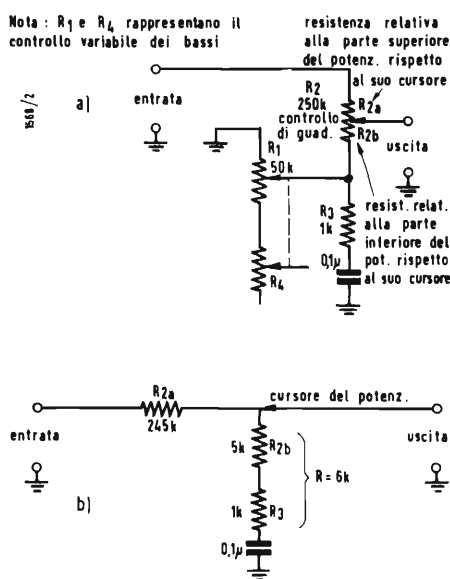 Nota : R1 e R4 rappresentano il
controllo variabile dei bassi
resistenza relativa
alla parte superiore
del potenz. rispetto
al suo cursore
1568/2
a)
entrata
R2
250k
controllo
di guad.
R2a
R2b
uscita
R1
50k
R3
1k
0,1µ
R4
resist. relat.
alla parte
inferiore del
pot. rispetto
al suo cursore
R2a
245k
cursore del potenz.
entrata
uscita
5k R2b
R = 6k
1k R3
b)
0,1µ